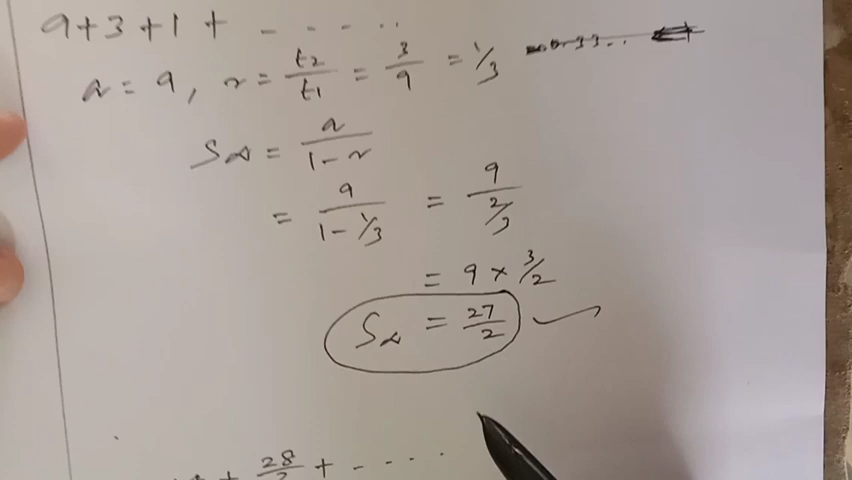 9 + 3 + 1 + - - - . .
a = 9, r = t2/t1 = 3/9 = 1/3
S∞ = a/(1 - r)
= 9/(1 - 1/3) = 9/(2/3)
= 9 × 3/2
S∞ = 27/2
+ 28/ + - - - . .